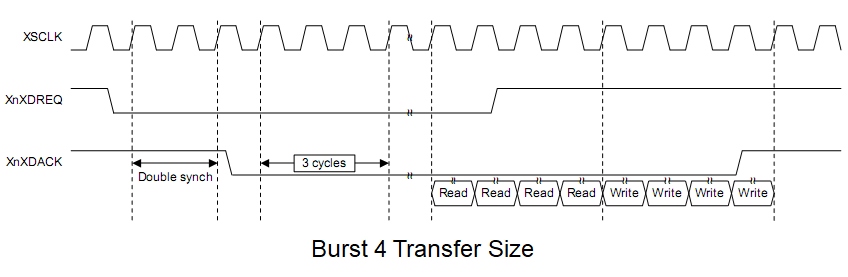 XSCLK
XnXDREQ
XnXDACK
3 cycles
Double synch
Read Read Read Read Write Write Write Write
Burst 4 Transfer Size